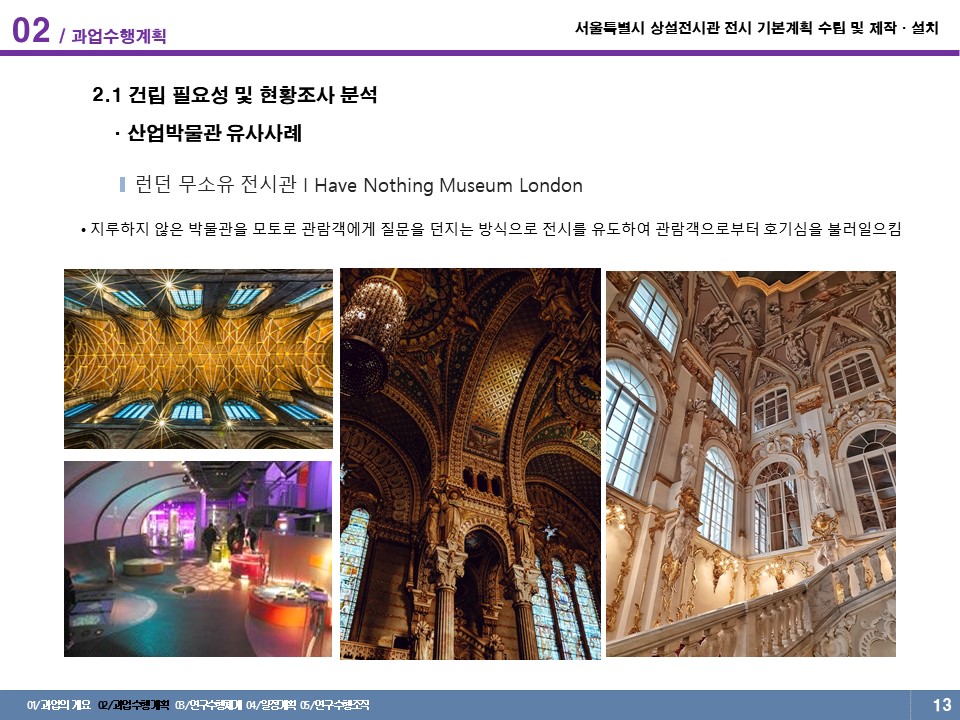 02 / 과업수행계획
서울특별시 상설전시관 전시 기본계획 수립 및 제작 · 설치
2.1 건립 필요성 및 현황조사 분석
· 산업박물관 유사사례
런던 무소유 전시관 I Have Nothing Museum London
• 지루하지 않은 박물관을 모토로 관람객에게 질문을 던지는 방식으로 전시를 유도하여 관람객으로부터 호기심을 불러일으킴
01/과업의 개요 02/과업수행계획 03/연구수행체계 04/일정계획 05/연구수행조직
13